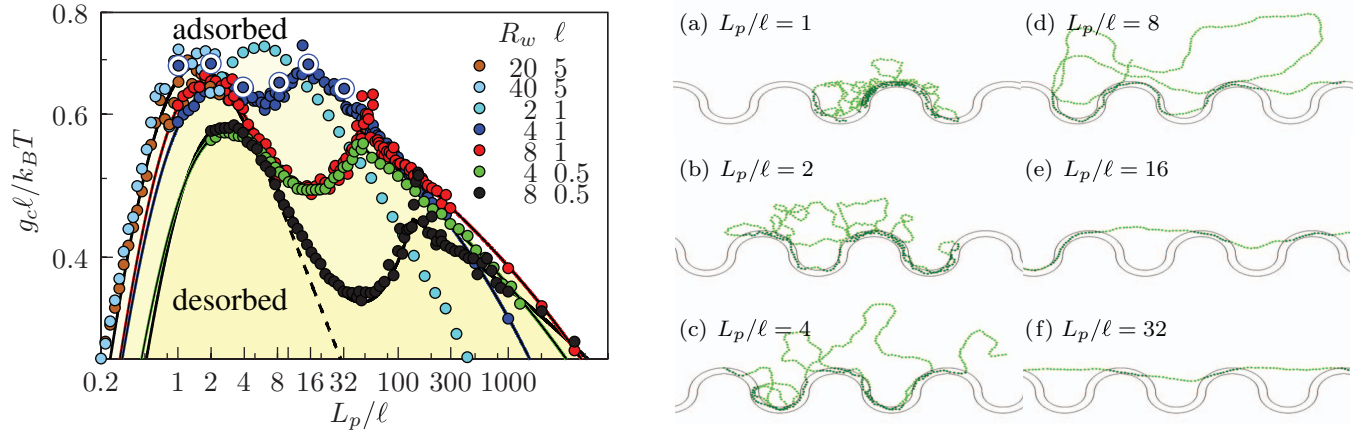 0.8
0.6
0.4
g_cℓ/k_BT
adsorbed
desorbed
R_w ℓ
20 5
40 5
2 1
4 1
8 1
4 0.5
8 0.5
0.2 1 2 4 8 16 32 100 300 1000
L_p/ℓ
(a) L_p/ℓ = 1
(b) L_p/ℓ = 2
(c) L_p/ℓ = 4
(d) L_p/ℓ = 8
(e) L_p/ℓ = 16
(f) L_p/ℓ = 32